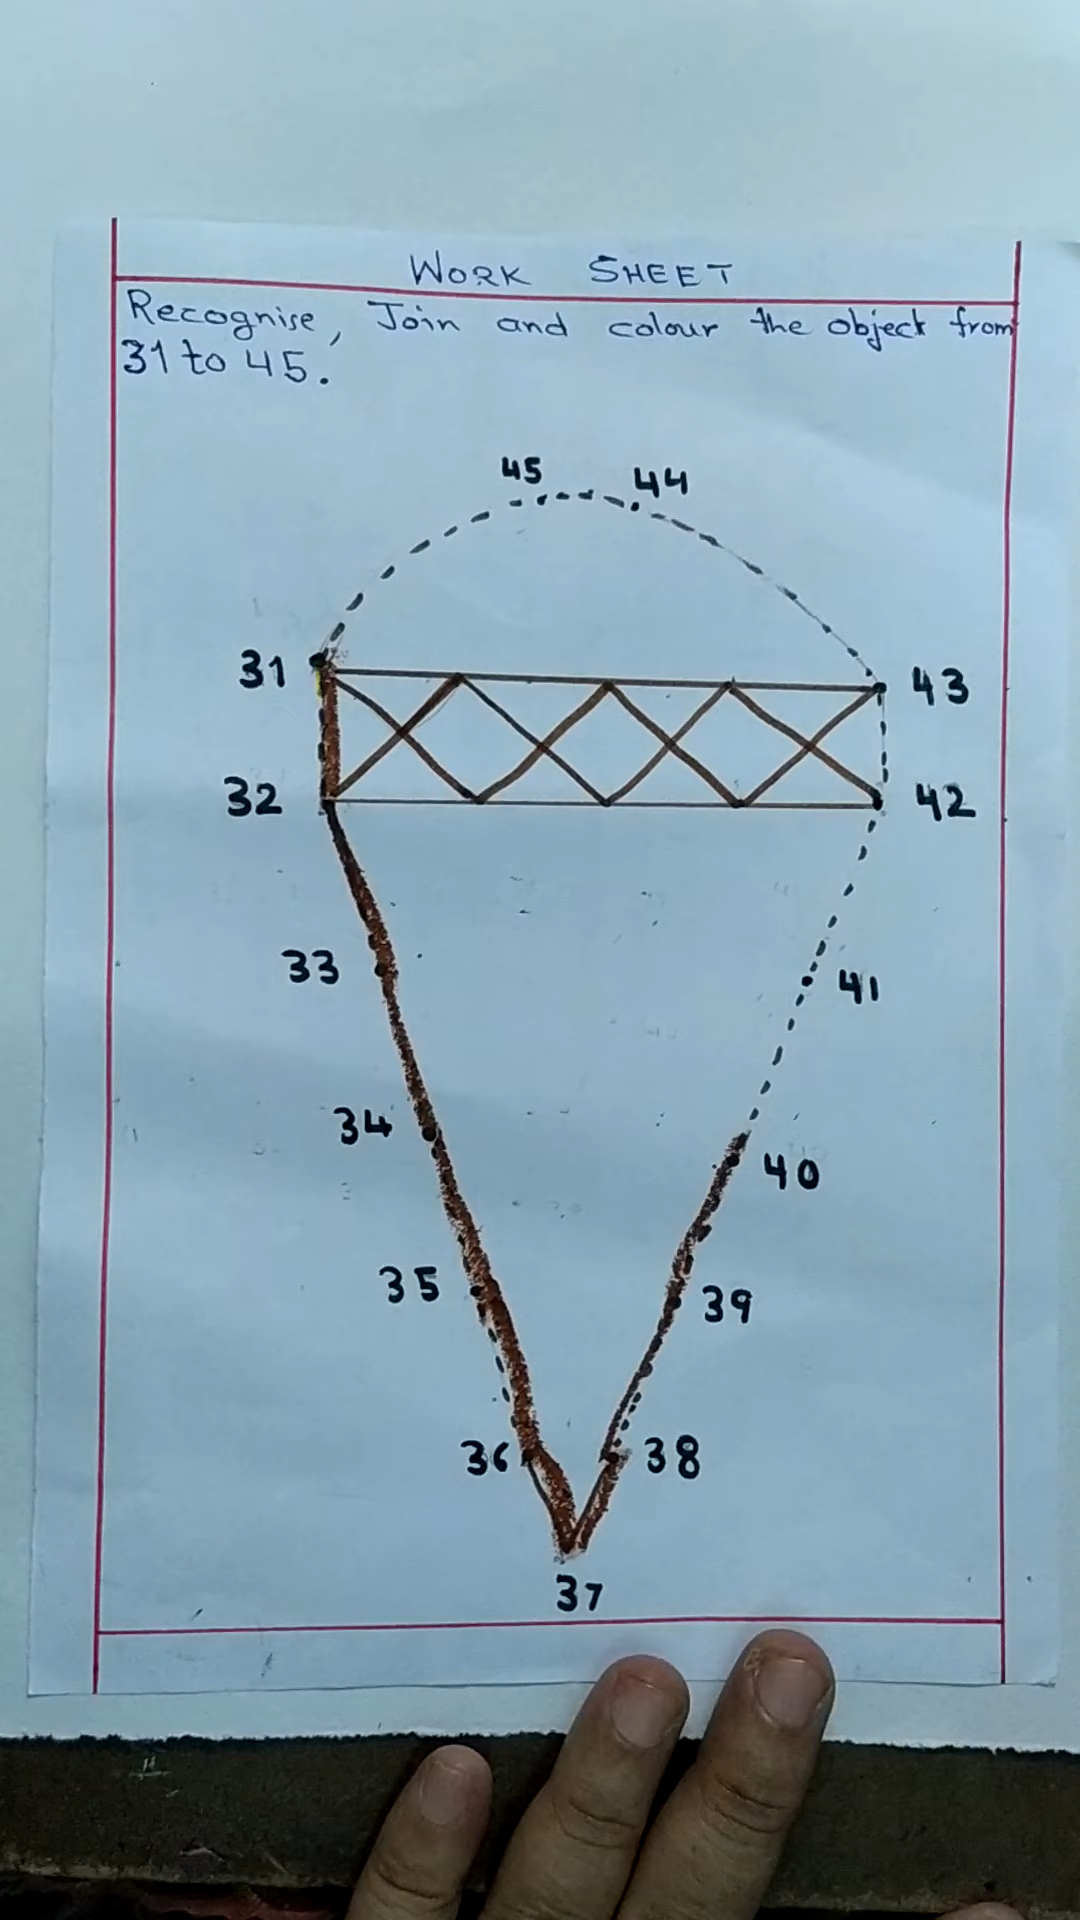 WORK SHEET
Recognise, Join and colour the object from
31 to 45.
45 44
31 43
32 42
33 41
34 40
35 39
36 38
37